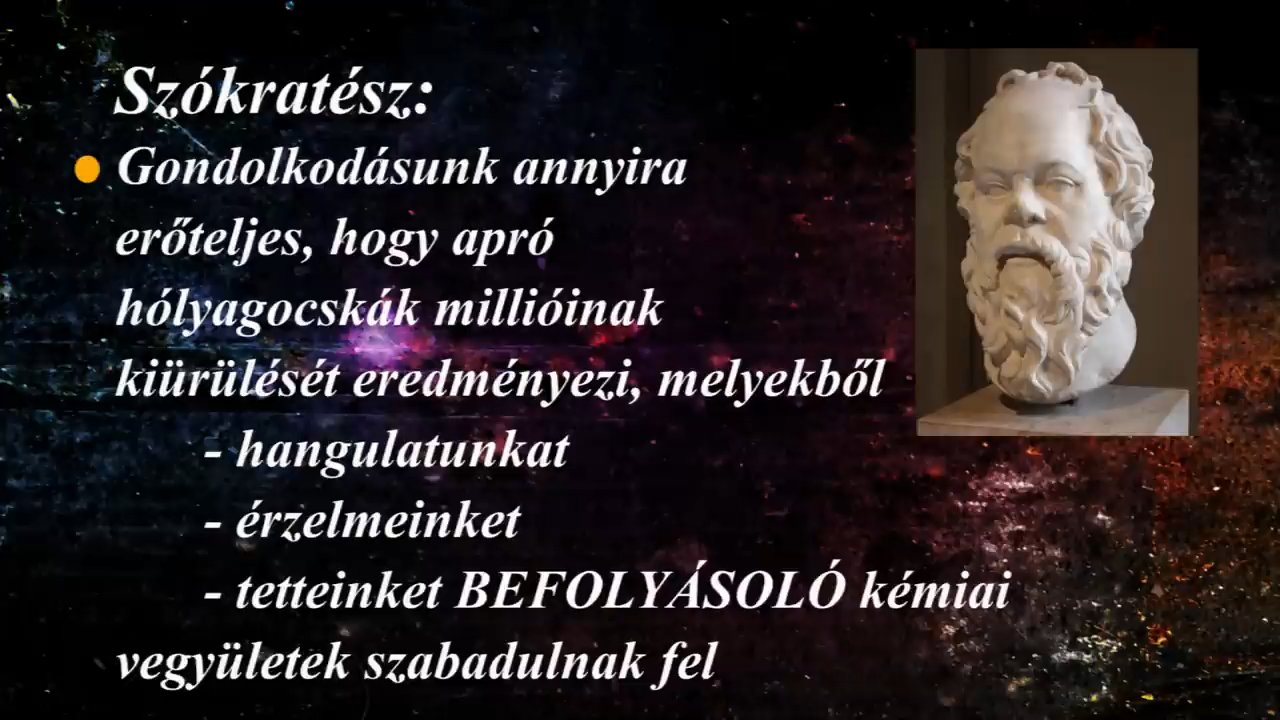 Szókratész:
Gondolkodásunk annyira
erőteljes, hogy apró
hólyagocskák millióinak
kiürülését eredményezi, melyekből
- hangulatunkat
- érzelmeinket
- tetteinket BEFOLYÁSOLÓ kémiai
vegyületek szabadulnak fel